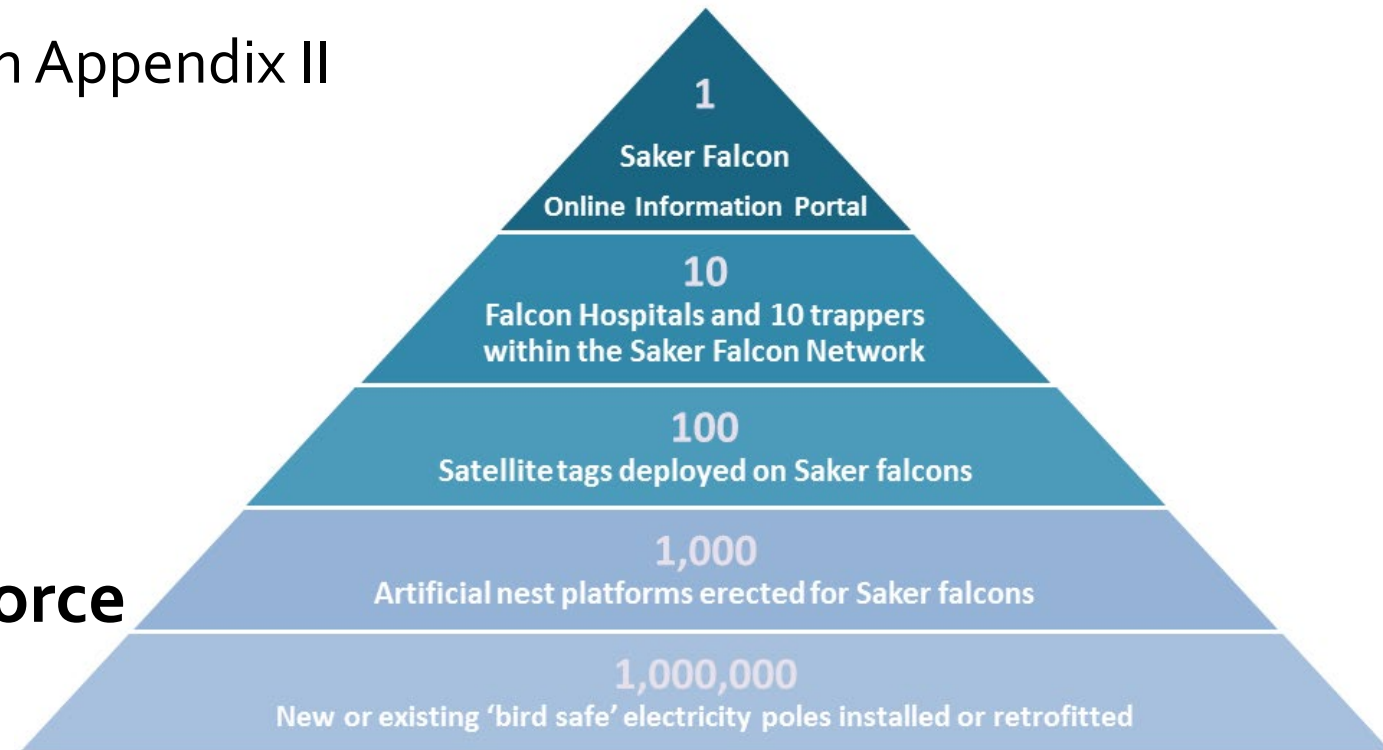 n Appendix II
1
Saker Falcon
Online Information Portal
10
Falcon Hospitals and 10 trappers
within the Saker Falcon Network
100
Satellite tags deployed on Saker falcons
1,000
Artificial nest platforms erected for Saker falcons
orce
1,000,000
New or existing ‘bird safe’ electricity poles installed or retrofitted